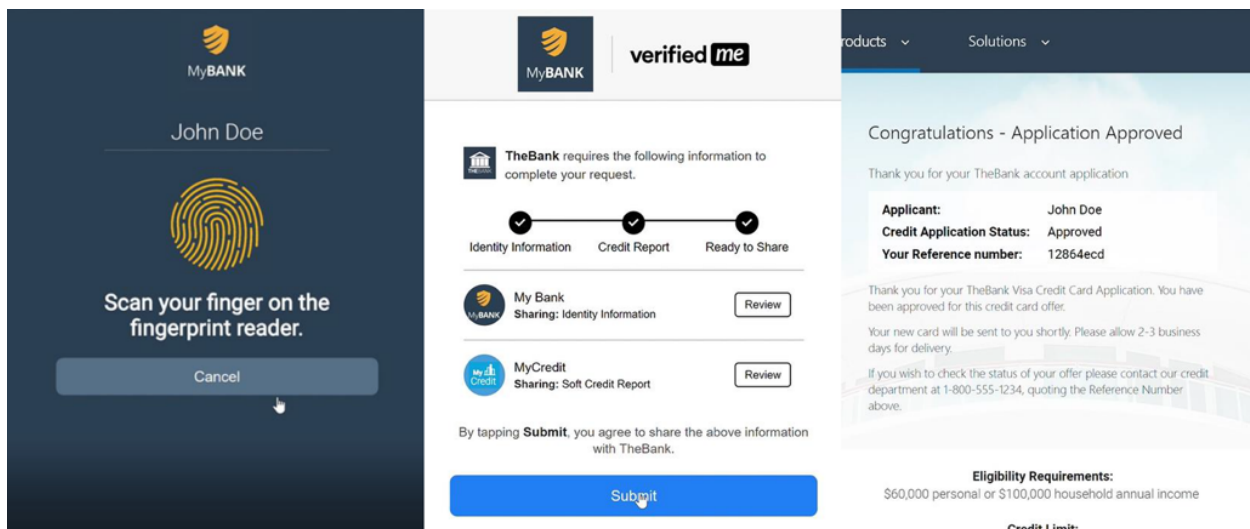 MyBANK
John Doe
Scan your finger on the
fingerprint reader.
Cancel
MyBANK
verified me
THEBANK
TheBank requires the following information to
complete your request.
Identity Information
Credit Report
Ready to Share
MyBANK
My Bank
Sharing: Identity Information
Review
My Credit
MyCredit
Sharing: Soft Credit Report
Review
By tapping Submit, you agree to share the above information
with TheBank.
Submit
roducts
Solutions
Congratulations - Application Approved
Thank you for your TheBank account application
Applicant: John Doe
Credit Application Status: Approved
Your Reference number: 12864ecd
Thank you for your TheBank Visa Credit Card Application. You have
been approved for this credit card offer.
Your new card will be sent to you shortly. Please allow 2-3 business
days for delivery.
If you wish to check the status of your offer please contact our credit
department at 1-800-555-1234, quoting the Reference Number
above.
Eligibility Requirements:
$60,000 personal or $100,000 household annual income
Credit Limit: